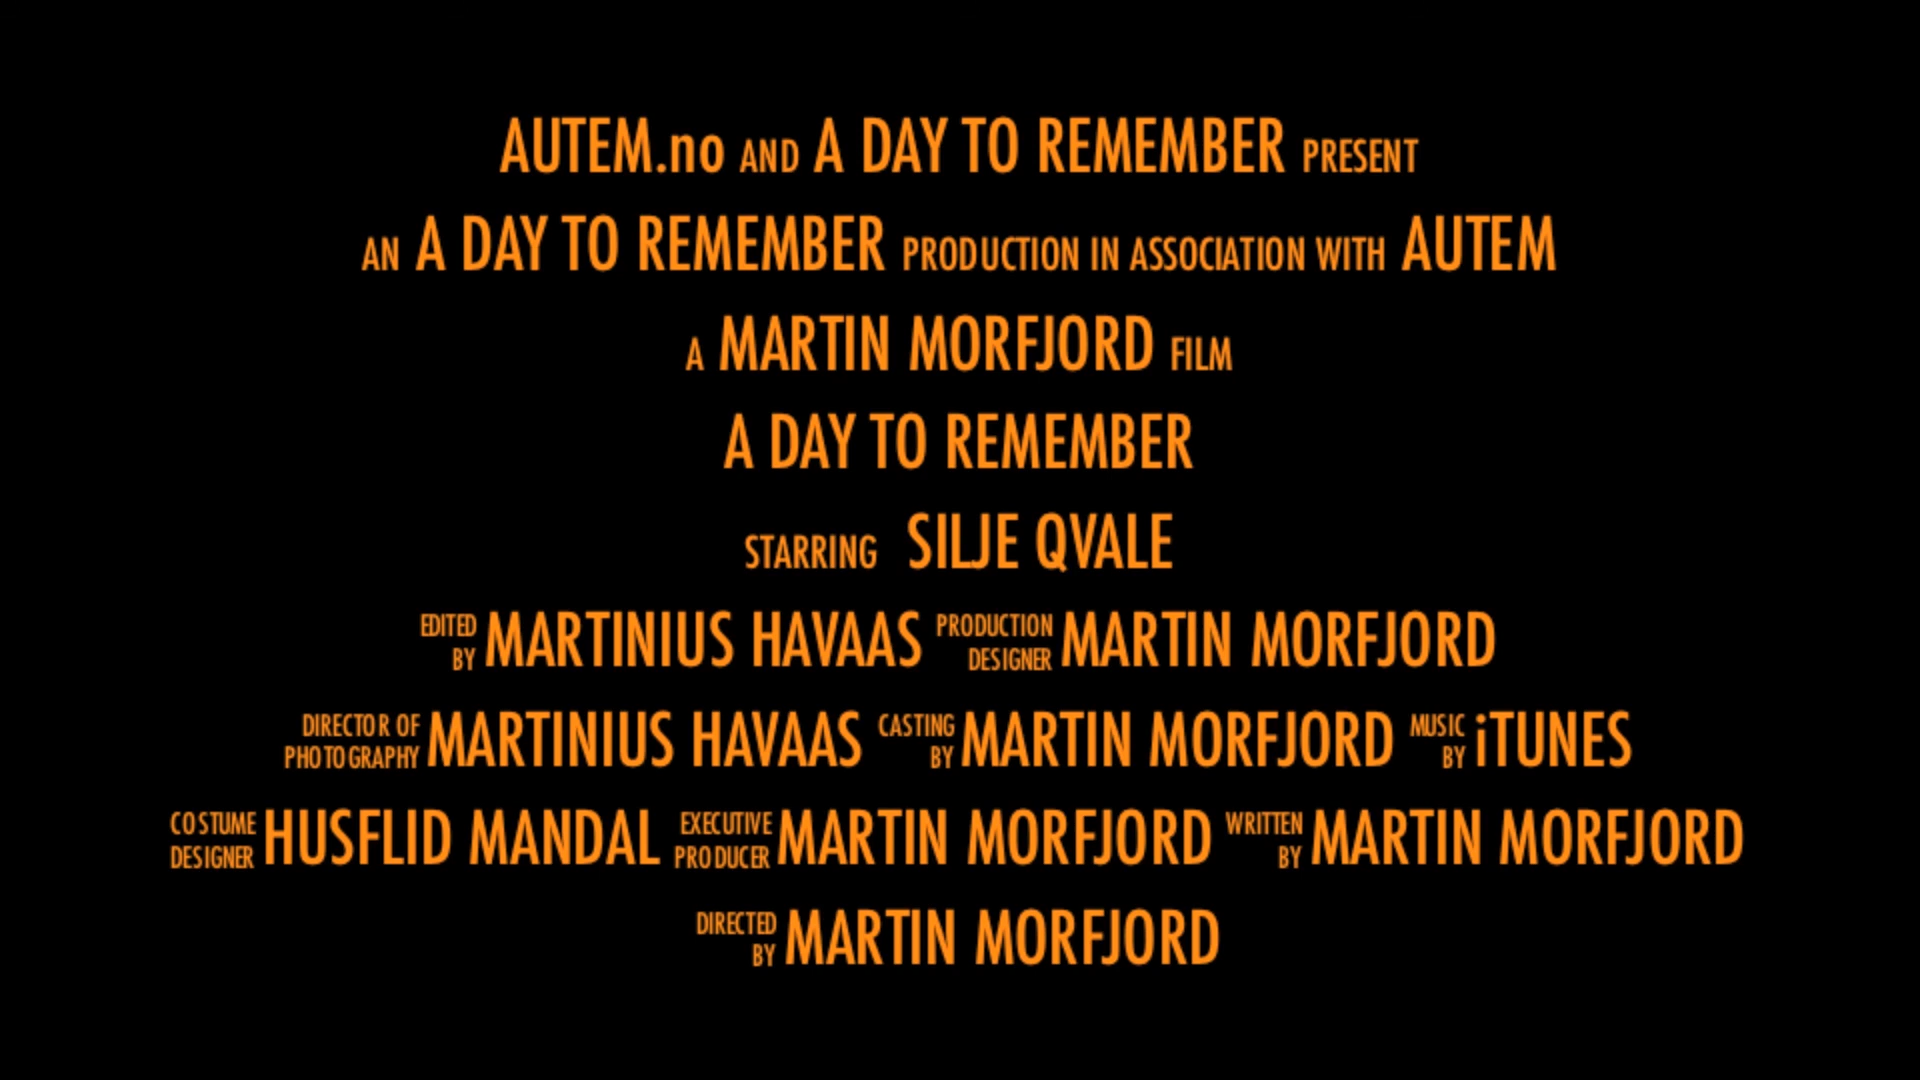 AUTEM.no AND A DAY TO REMEMBER PRESENT
AN A DAY TO REMEMBER PRODUCTION IN ASSOCIATION WITH AUTEM
A MARTIN MORFJORD FILM
A DAY TO REMEMBER
STARRING SILJE QVALE
EDITED BY MARTINIUS HAVAAS PRODUCTION DESIGNER MARTIN MORFJORD
DIRECTOR OF PHOTOGRAPHY MARTINIUS HAVAAS CASTING BY MARTIN MORFJORD MUSIC BY iTUNES
COSTUME DESIGNER HUSFLID MANDAL EXECUTIVE PRODUCER MARTIN MORFJORD WRITTEN BY MARTIN MORFJORD
DIRECTED BY MARTIN MORFJORD